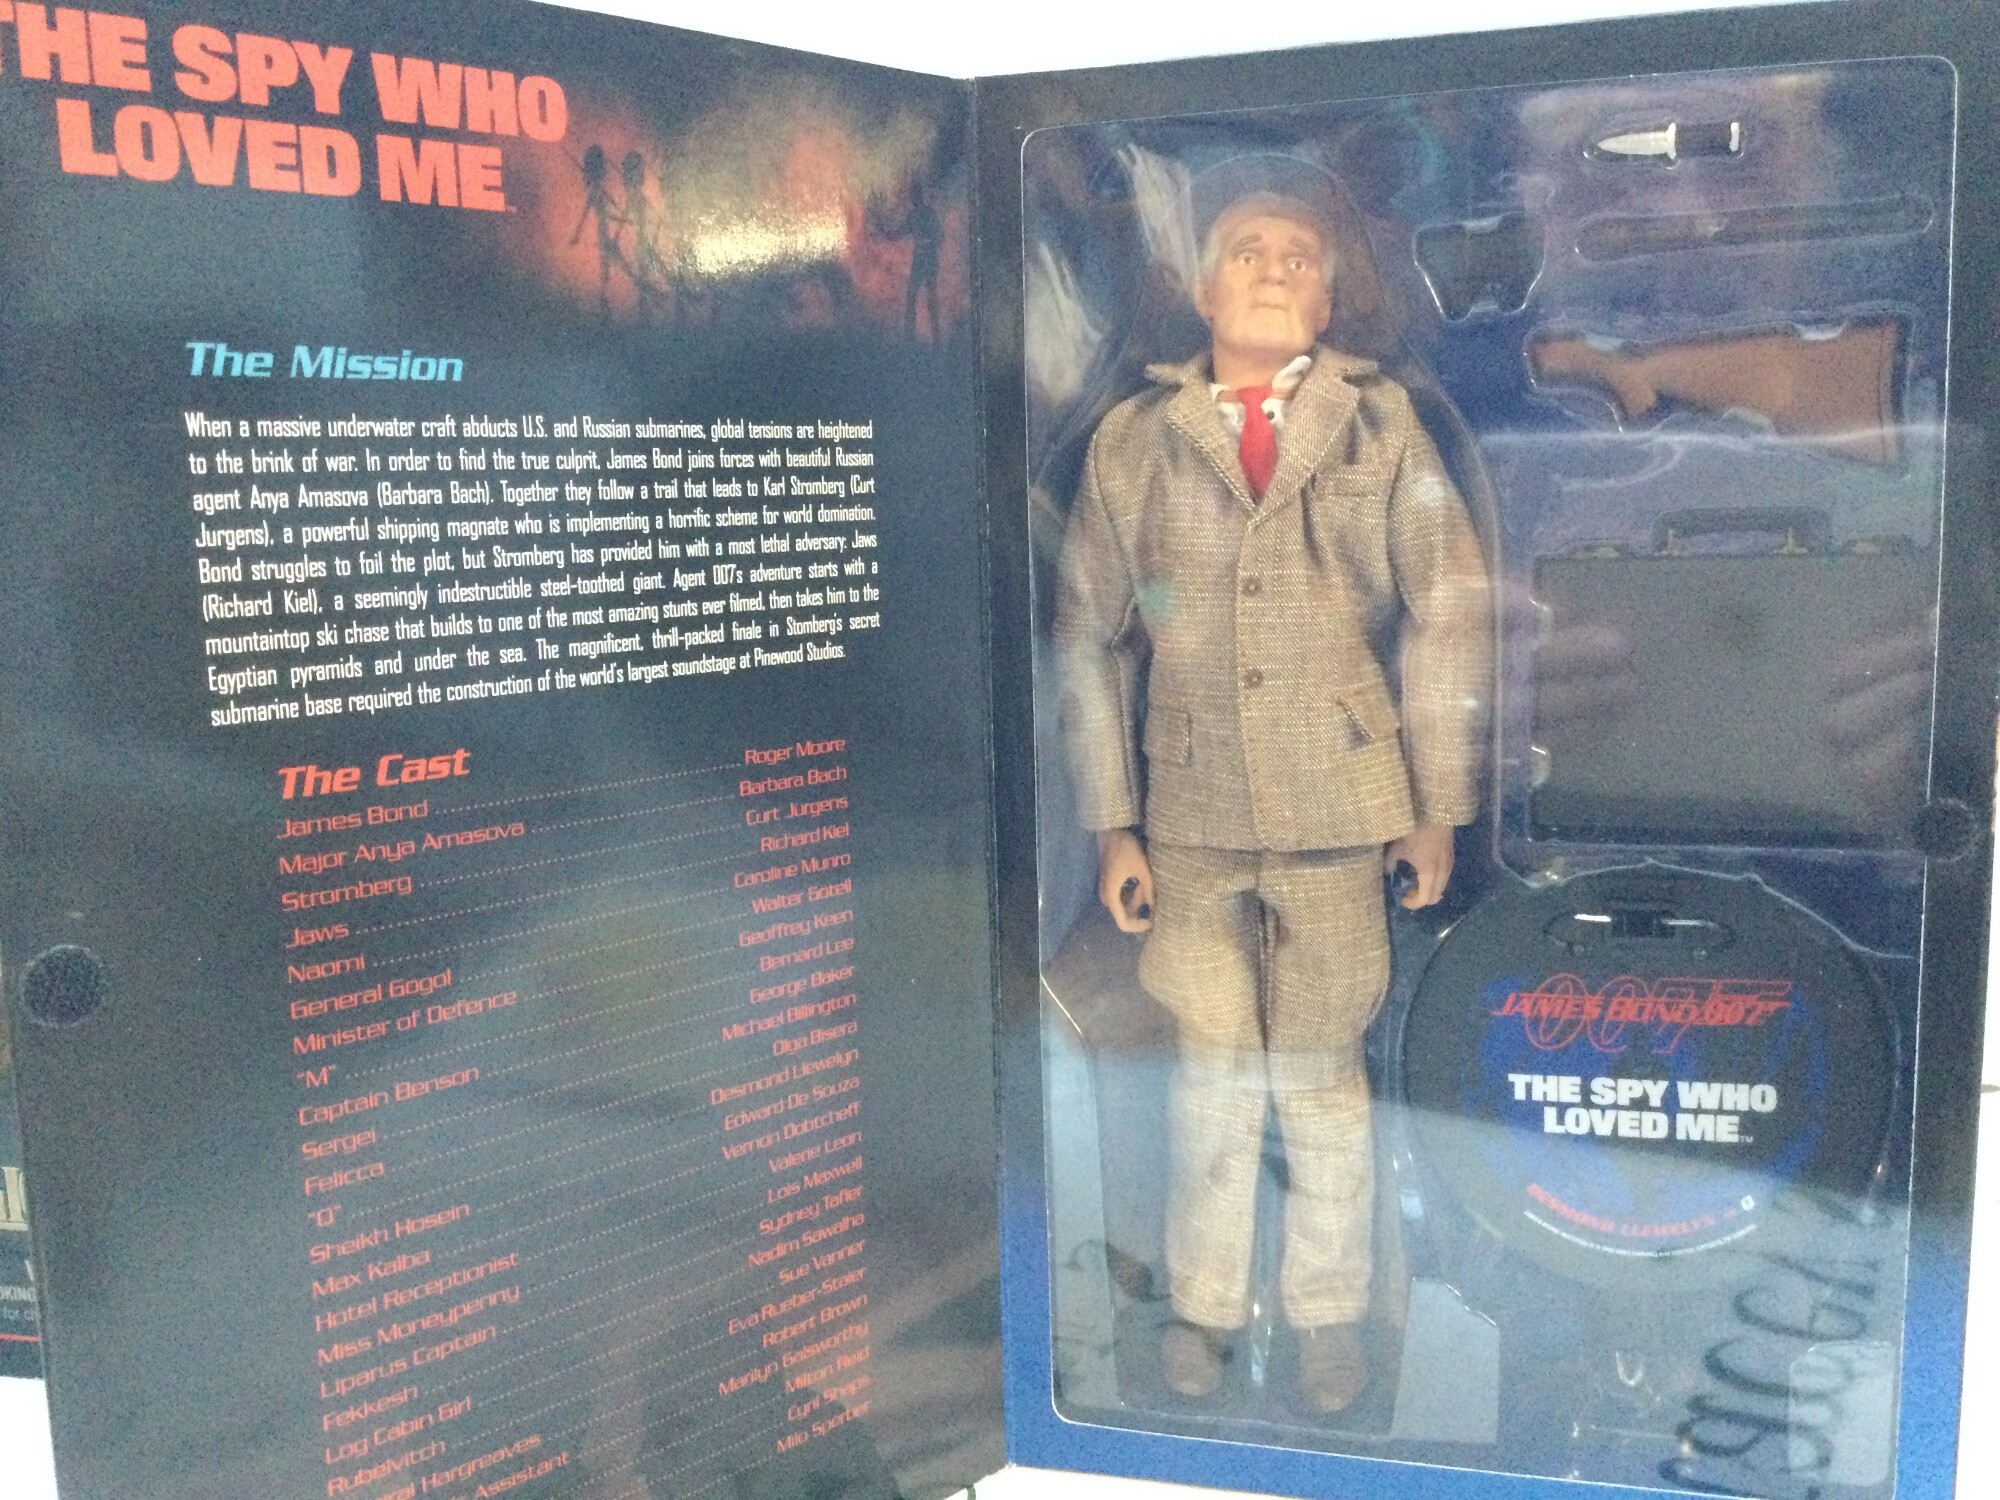 THE SPY WHO
LOVED ME
The Mission
When a massive underwater craft abducts U.S. and Russian submarines, global tensions are heightened
to the brink of war. In order to find the true culprit, James Bond joins forces with beautiful Russian
agent Anya Amasova (Barbara Bach). Together they follow a trail that leads to Karl Stromberg (Curt
Jurgens), a powerful shipping magnate who is implementing a horrific scheme for world domination.
Bond struggles to foil the plot, but Stromberg has provided him with a most lethal adversary: Jaws
(Richard Kiel), a seemingly indestructible steel-toothed giant. Agent 007's adventure starts with a
mountaintop ski chase that builds to one of the most amazing stunts ever filmed, then takes him to the
Egyptian pyramids and under the sea. The magnificent, thrill-packed finale in Stomberg's secret
submarine base required the construction of the world's largest soundstage at Pinewood Studios.
The Cast
James Bond Roger Moore
Major Anya Amasova Barbara Bach
Stromberg Curt Jurgens
Jaws Richard Kiel
Naomi Caroline Munro
General Gogol Walter Gotell
Minister of Defence Geoffrey Keen
"M" Bernard Lee
Captain Benson George Baker
Sergei Michael Billington
Felicca Olga Bisera
"Q" Desmond Llewelyn
Sheikh Hosein Edward De Souza
Max Kalba Vernon Dobtcheff
Hotel Receptionist Valerie Leon
Miss Moneypenny Lois Maxwell
Liparus Captain Sydney Tafler
Fekkesh Nadim Sawalha
Log Cabin Girl Sue Vanner
Rubelvitch Eva Rueber-Staier
Hargreaves Robert Brown
Assistant Marilyn Galsworthy
Milton Reid
Cyril Shaps
Milo Sperber
007
JAMES BOND 007
THE SPY WHO
LOVED ME™
DESMOND LLEWELYN